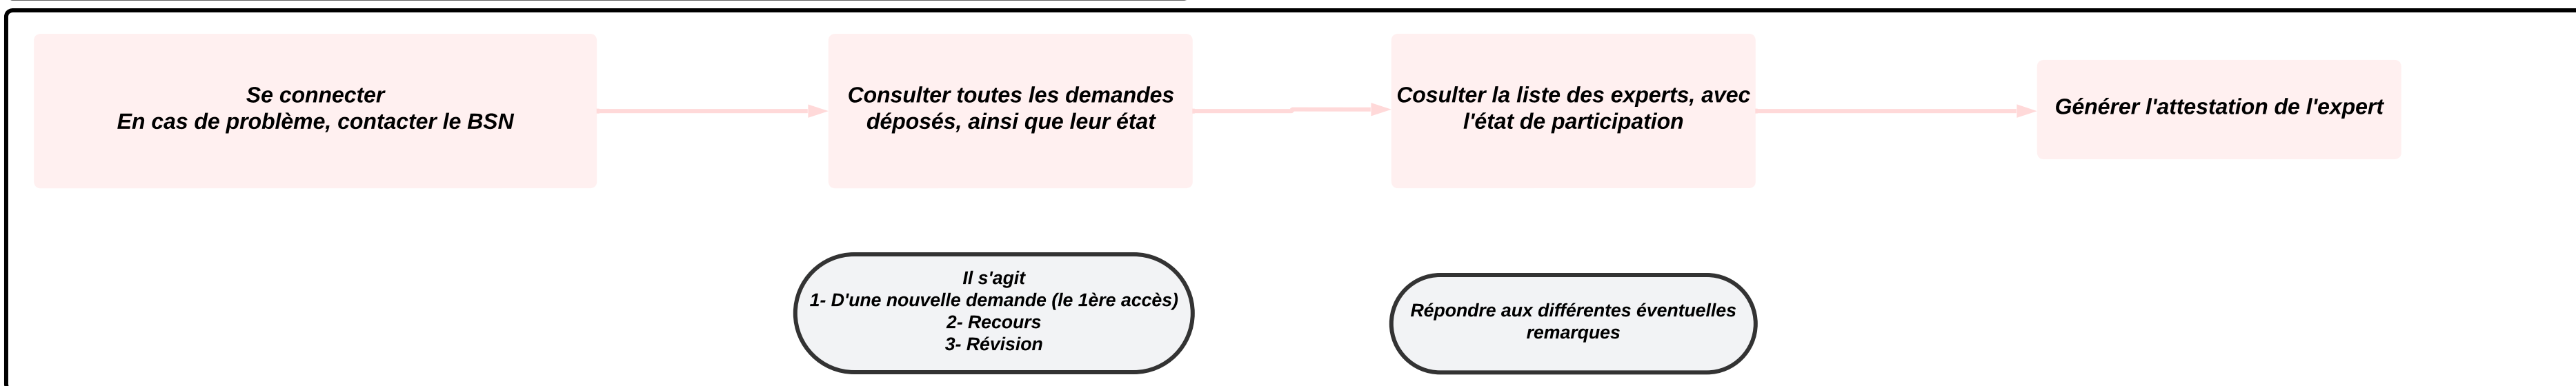 Se connecter
En cas de problème, contacter le BSN
Consulter toutes les demandes
déposés, ainsi que leur état
Cosulter la liste des experts, avec
l'état de participation
Générer l'attestation de l'expert
Il s'agit
1- D'une nouvelle demande (le 1ère accès)
2- Recours
3- Révision
Répondre aux différentes éventuelles
remarques